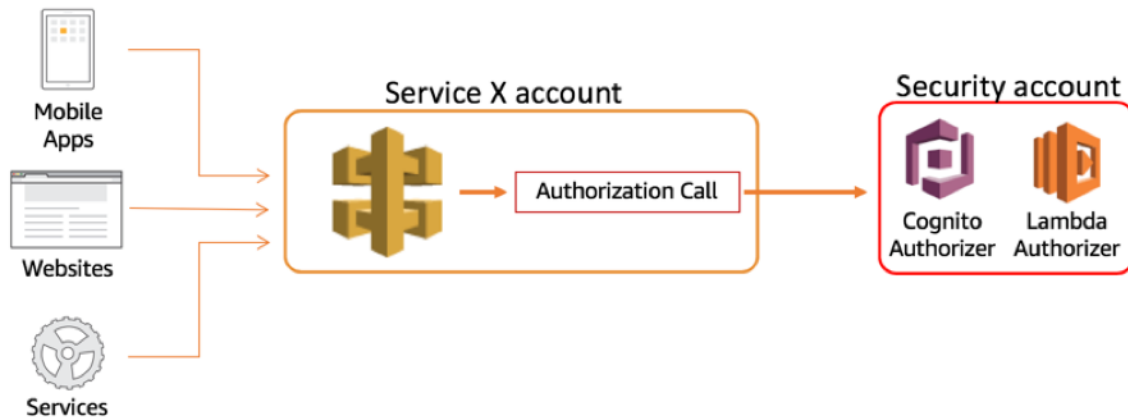 Mobile
Apps
Websites
Services
Service X account
Authorization Call
Security account
Cognito
Authorizer
Lambda
Authorizer